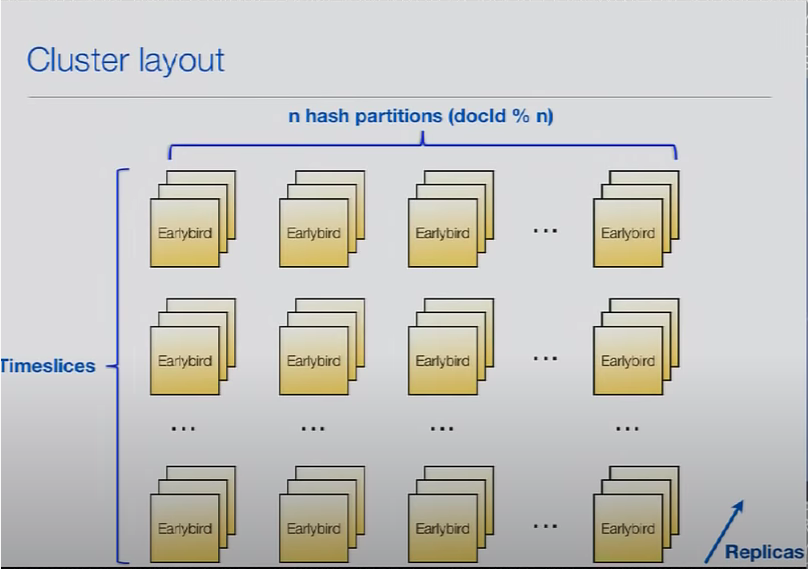 Cluster layout
n hash partitions (docId % n)
Earlybird Earlybird Earlybird ... Earlybird
Timeslices
Earlybird Earlybird Earlybird ... Earlybird
... ... ... ...
Earlybird Earlybird Earlybird ... Earlybird
Replicas